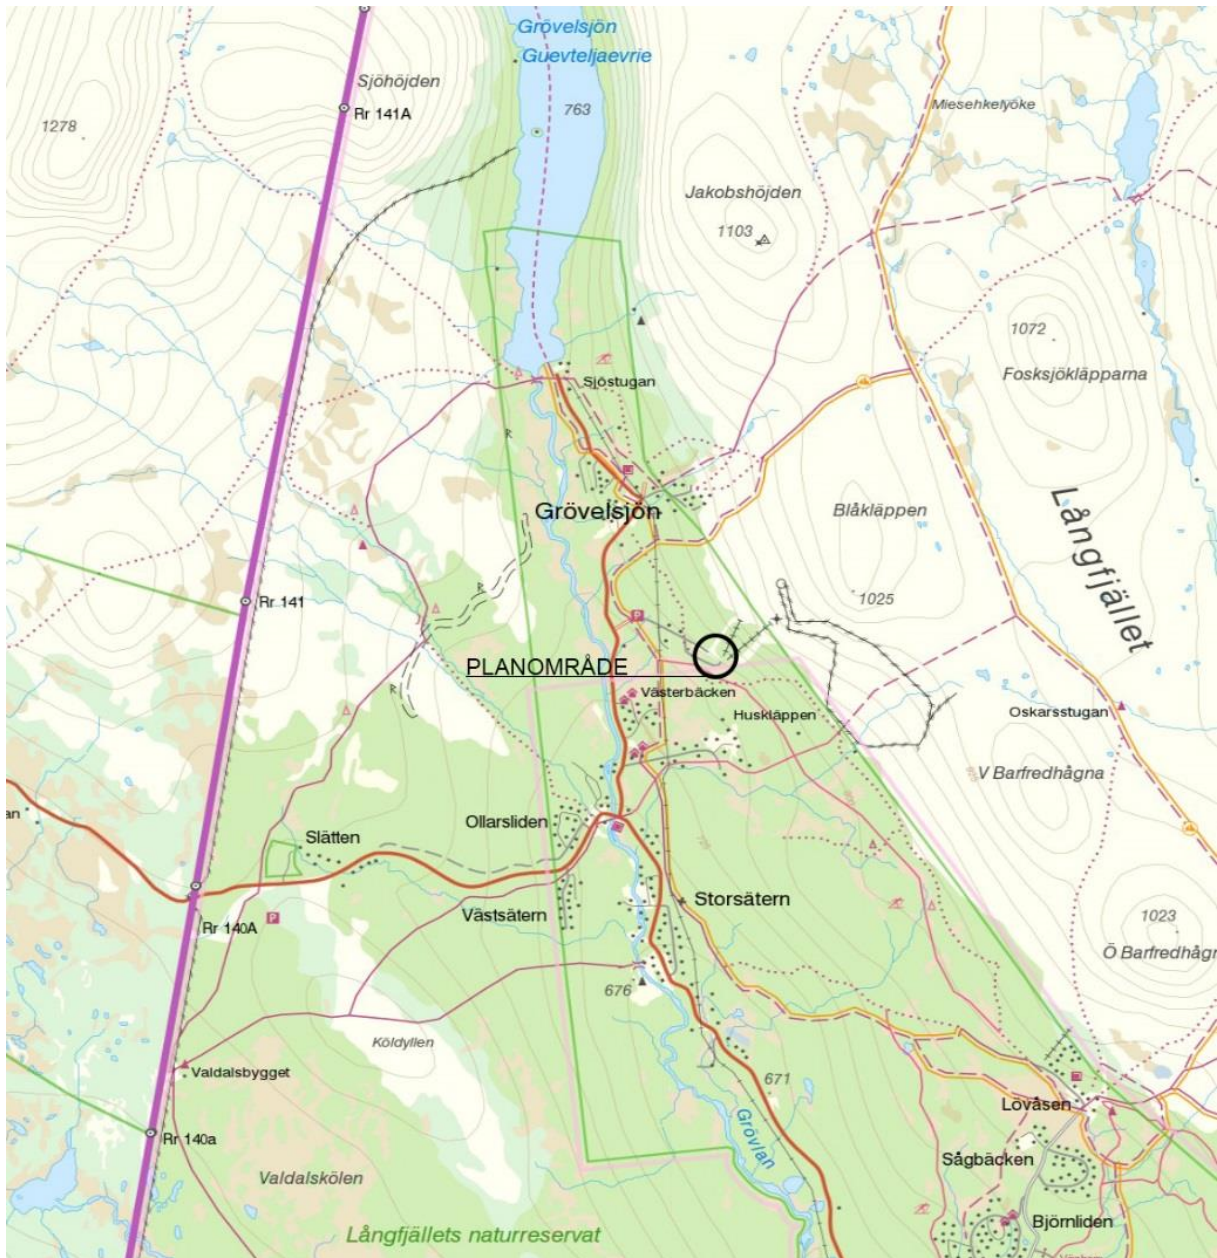 Grövelsjön
Guevteljaevrie
Sjöhöjden
763
Rr 141A
1278
Miesehkelyöke
Jakobshöjden
1103
1072
Fosksjökläpparna
Sjöstugan
Grövelsjön
Blåkläppen
Långfjället
1025
R
R
Rr 141
PLANOMRÅDE
P
R
Västerbäcken
Huskläppen
Oskarsstugan
V Barfredhågna
Ollarsliden
Slätten
Storsätern
Västsätern
P
Rr 140A
1023
Ö Barfredhågn
676
Köldyllen
Valdalsbygget
671
Lövåsen
Grövlan
Rr 140a
Sågbäcken
Valdalskölen
Björnliden
Långfjällets naturreservat